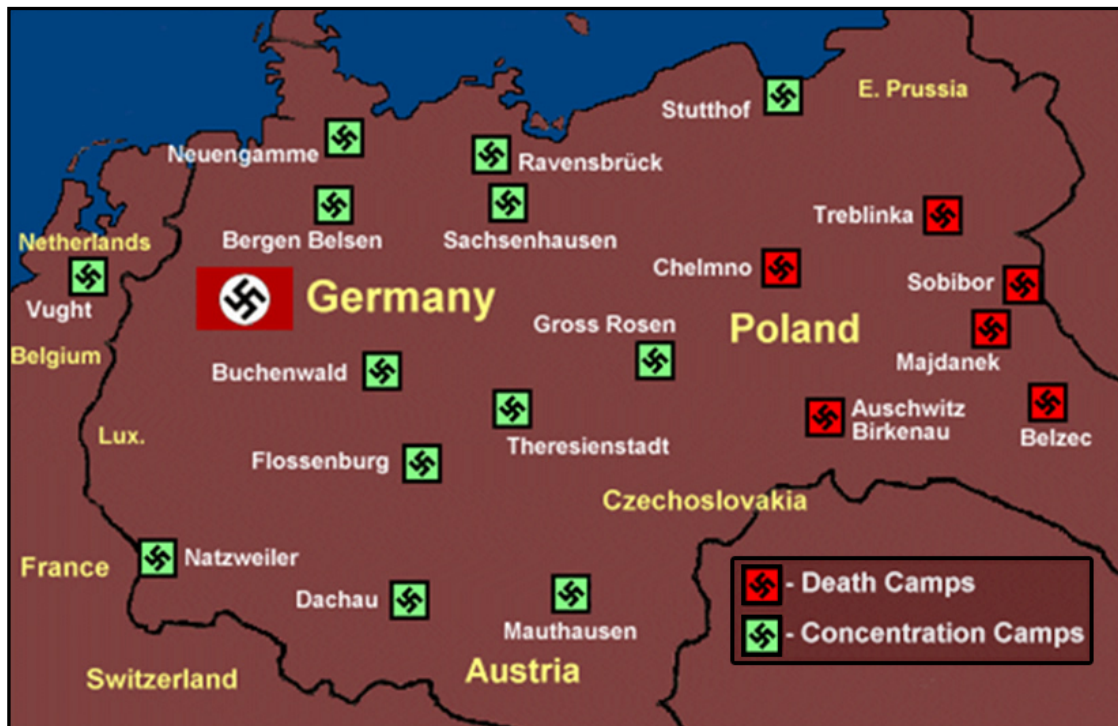 E. Prussia
Stutthof
Neuengamme
Ravensbrück
Treblinka
Bergen Belsen
Sachsenhausen
Netherlands
Chelmno
Sobibor
Vught
Germany
Gross Rosen
Poland
Belgium
Majdanek
Buchenwald
Auschwitz
Birkenau
Belzec
Lux.
Theresienstadt
Flossenburg
Czechoslovakia
France
Natzweiler
- Death Camps
Dachau
Mauthausen
- Concentration Camps
Austria
Switzerland